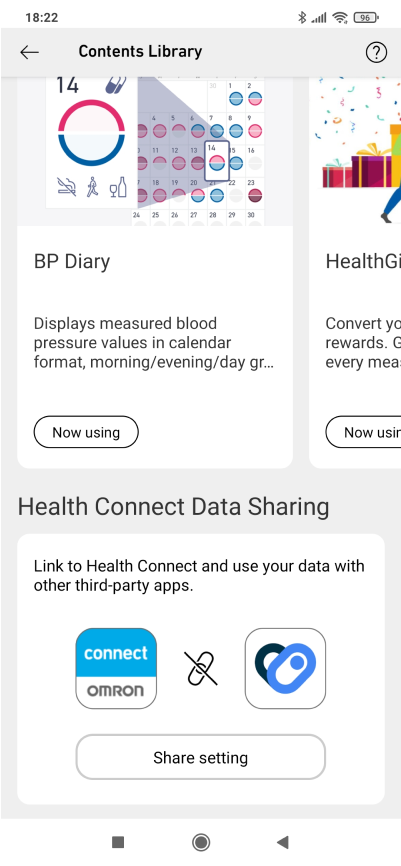 18:22
96
Contents Library
?
14
1 2
4 5 6 7 8 9
11 12 13 14 15 16
17 18 19 20 21 22 23
24 25 26 27 28 29 30
BP Diary
HealthGi
Displays measured blood
pressure values in calendar
format, morning/evening/day gr...
Convert yo
rewards. G
every meas
Now using
Now usin
Health Connect Data Sharing
Link to Health Connect and use your data with
other third-party apps.
connect
OMRON
Share setting